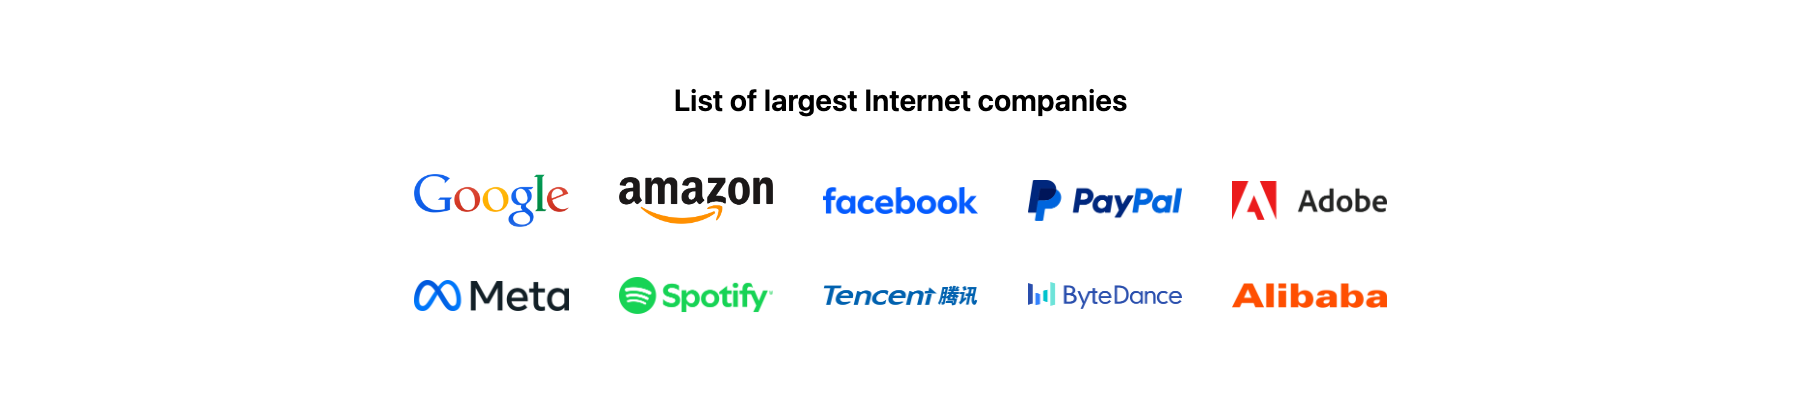 List of largest Internet companies
Google amazon facebook PayPal Adobe
Meta Spotify Tencent 腾讯 ByteDance Alibaba